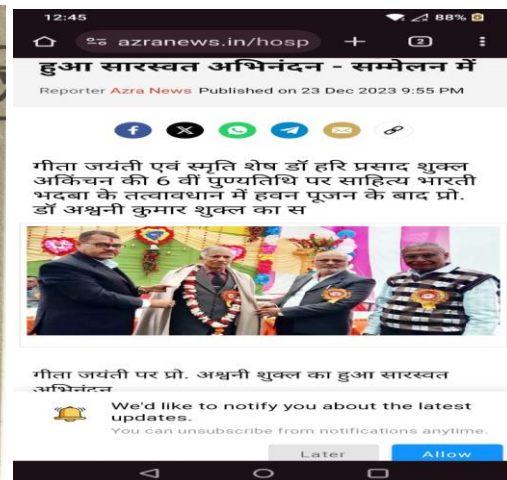 12:45
88%
azranews.in/hosp
2
हुआ सारस्वत अभिनंदन - सम्मेलन में
Reporter Azra News Published on 23 Dec 2023 9:55 PM
गीता जयंती एवं स्मृति शेष डॉ हरि प्रसाद शुक्ल
अकिंचन की 6 वीं पुण्यतिथि पर साहित्य भारती
भदबा के तत्वावधान में हवन पूजन के बाद प्रो.
डॉ अश्वनी कुमार शुक्ल का स
गीता जयंती पर प्रो. अश्वनी शुक्ल का हुआ सारस्वत
अभिनंदन
We'd like to notify you about the latest
updates.
You can unsubscribe from notifications anytime.
Later
Allow